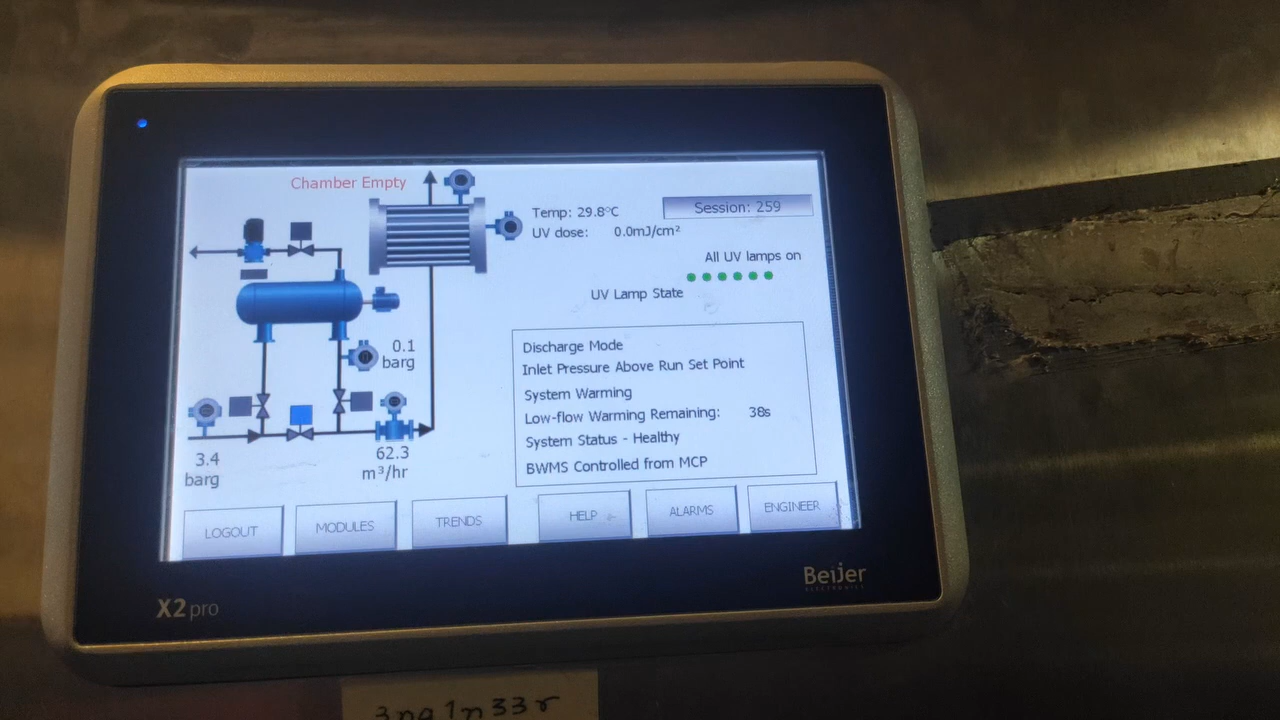 Chamber Empty
Temp: 29.8°C
Session: 259
UV dose: 0.0mJ/cm²
All UV lamps on
UV Lamp State
0.1
barg
Discharge Mode
Inlet Pressure Above Run Set Point
System Warming
Low-flow Warming Remaining: 38s
System Status - Healthy
BWMS Controlled from MCP
3.4
barg
62.3
m³/hr
LOGOUT
MODULES
TRENDS
HELP
ALARMS
ENGINEER
Beijer
ELECTRONICS
X2 pro
3ng1n33r